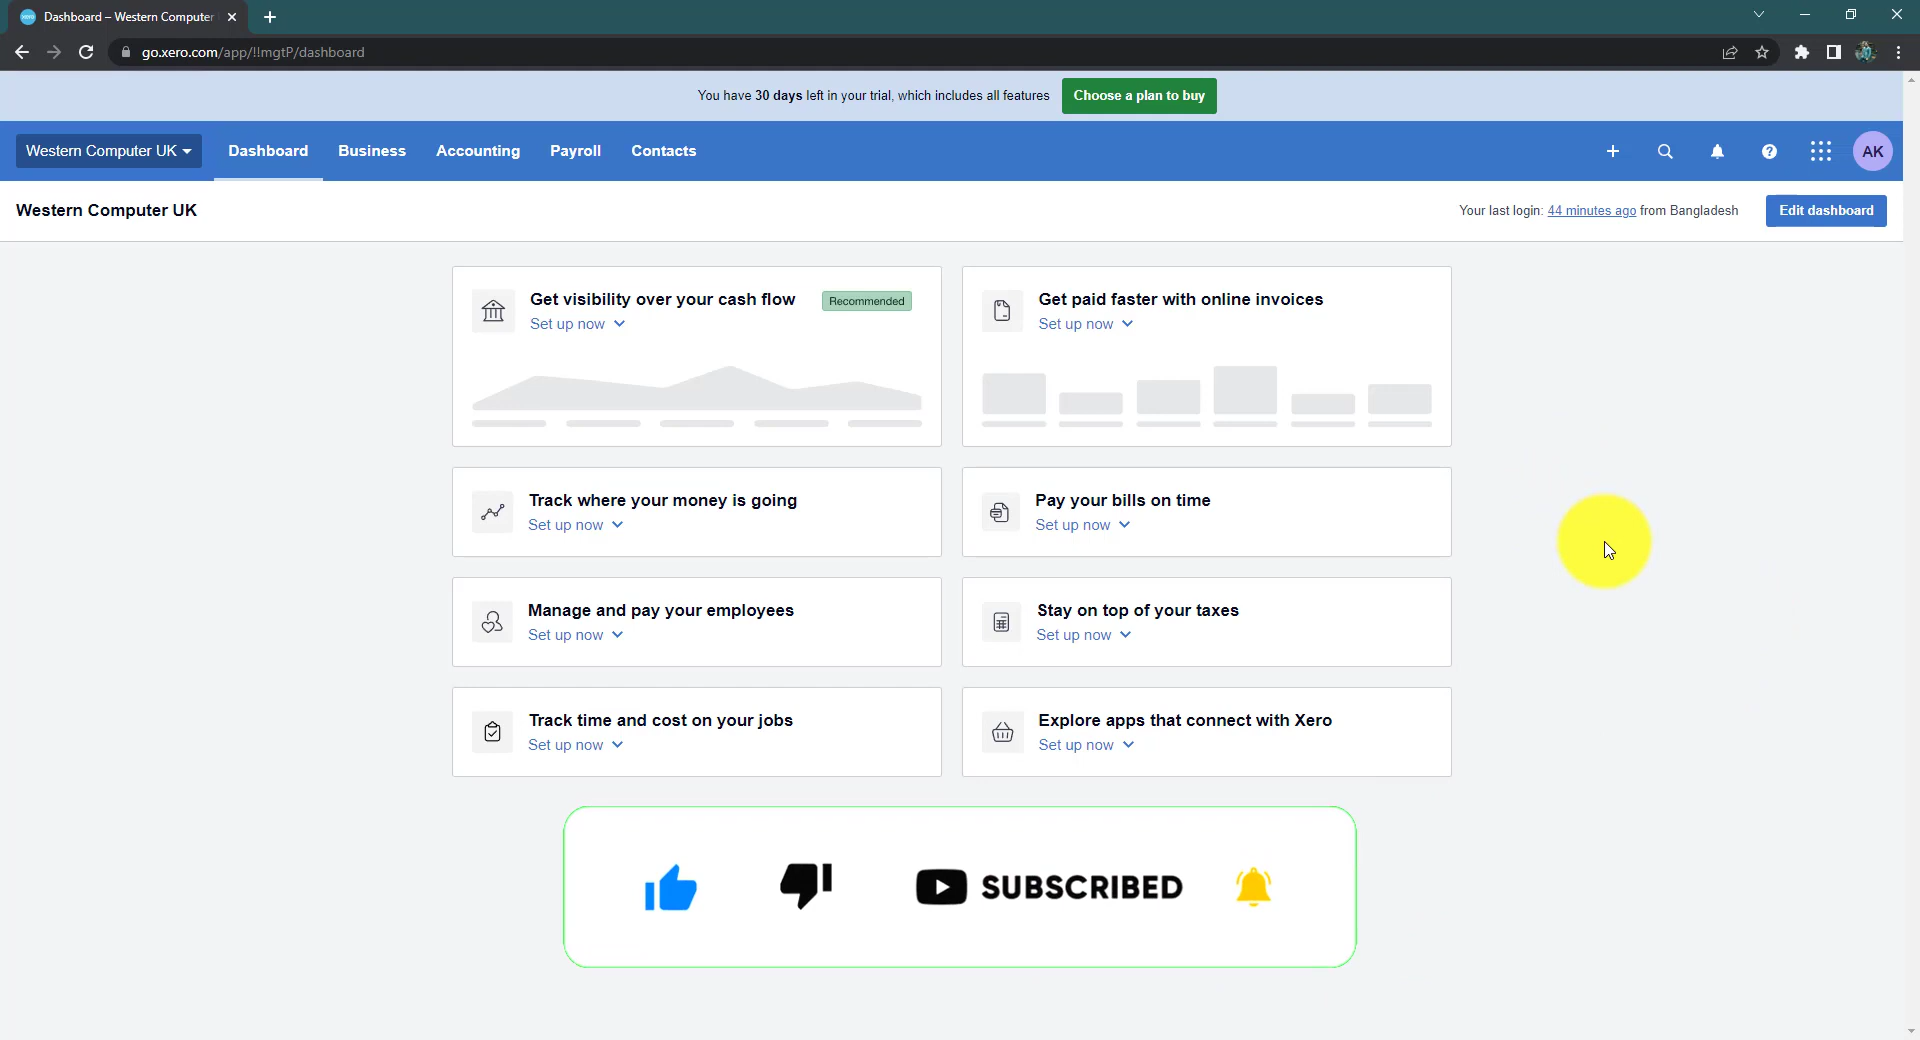 Dashboard – Western Computer
go.xero.com/app/!!mgtP/dashboard
You have 30 days left in your trial, which includes all features
Choose a plan to buy
Western Computer UK
Dashboard
Business
Accounting
Payroll
Contacts
AK
Western Computer UK
Your last login: 44 minutes ago from Bangladesh
Edit dashboard
Get visibility over your cash flow
Recommended
Set up now
Get paid faster with online invoices
Set up now
Track where your money is going
Set up now
Pay your bills on time
Set up now
Manage and pay your employees
Set up now
Stay on top of your taxes
Set up now
Track time and cost on your jobs
Set up now
Explore apps that connect with Xero
Set up now
SUBSCRIBED